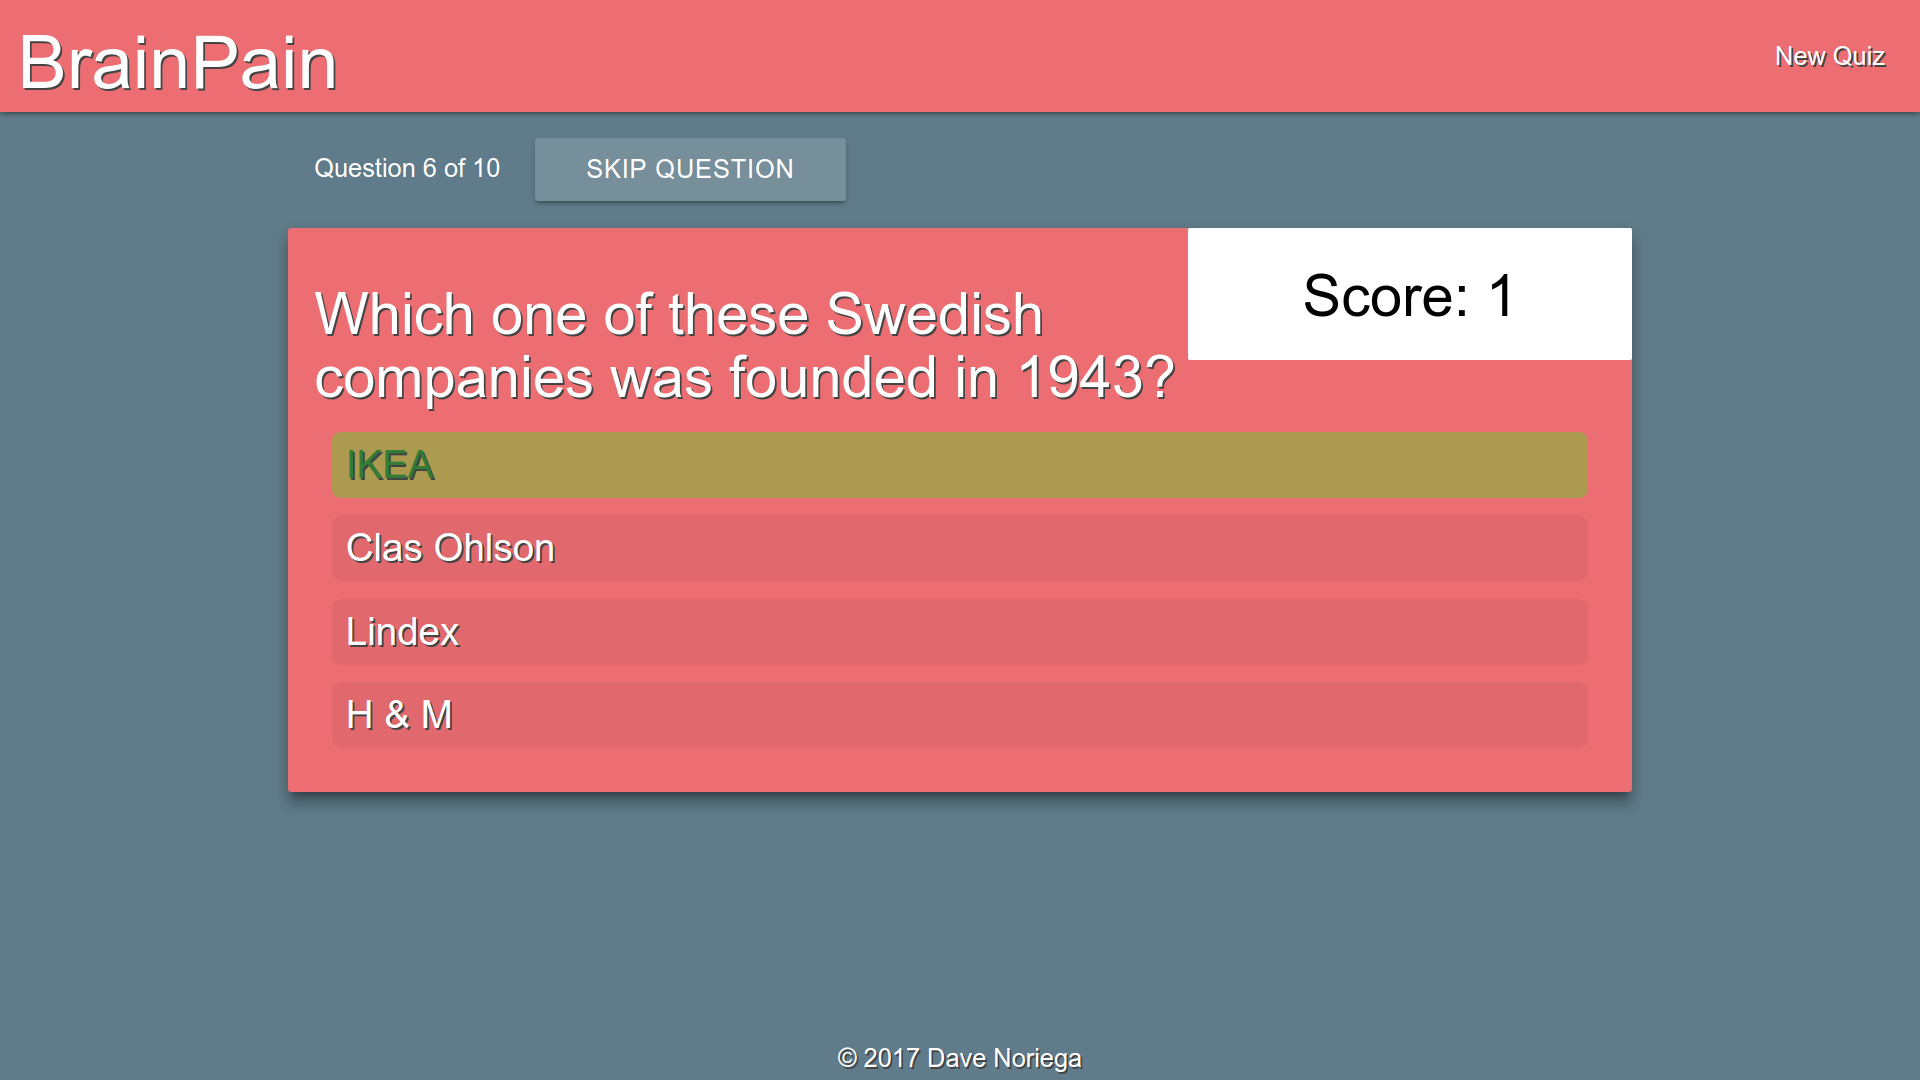 BrainPain
New Quiz
Question 6 of 10
SKIP QUESTION
Which one of these Swedish
companies was founded in 1943?
Score: 1
IKEA
Clas Ohlson
Lindex
H & M
© 2017 Dave Noriega